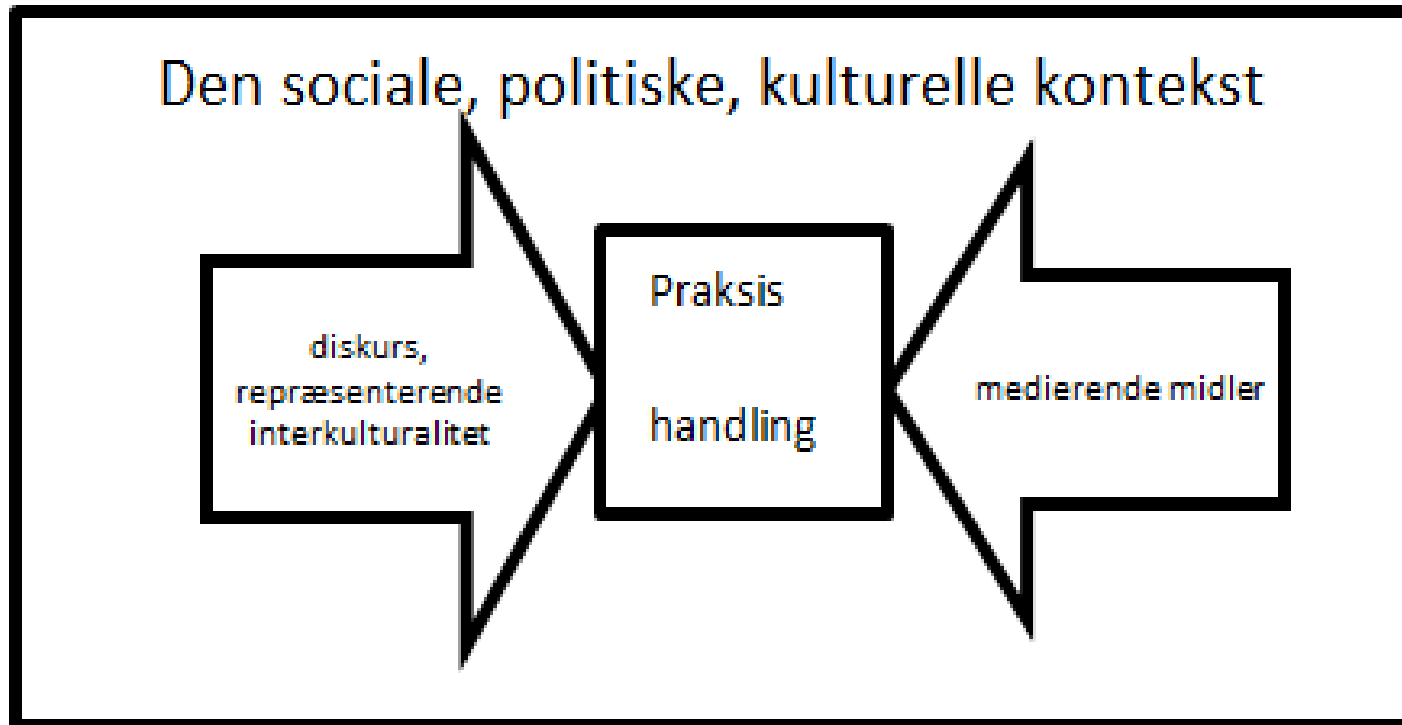 Den sociale, politiske, kulturelle kontekst
diskurs,
repræsenterende
interkulturalitet
Praksis
handling
medierende midler